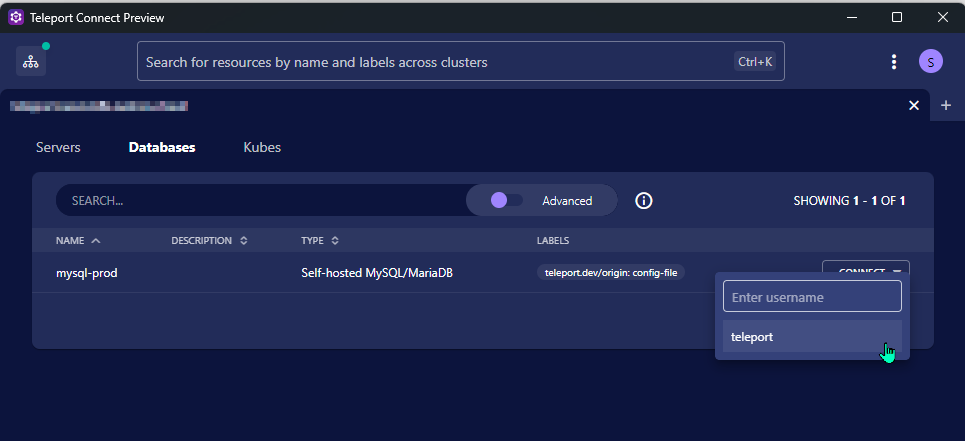 Teleport Connect Preview
Search for resources by name and labels across clusters Ctrl+K S
Servers Databases Kubes
SEARCH... Advanced SHOWING 1 - 1 OF 1
NAME DESCRIPTION TYPE LABELS
mysql-prod Self-hosted MySQL/MariaDB teleport.dev/origin: config-file CONNECT
Enter username
teleport